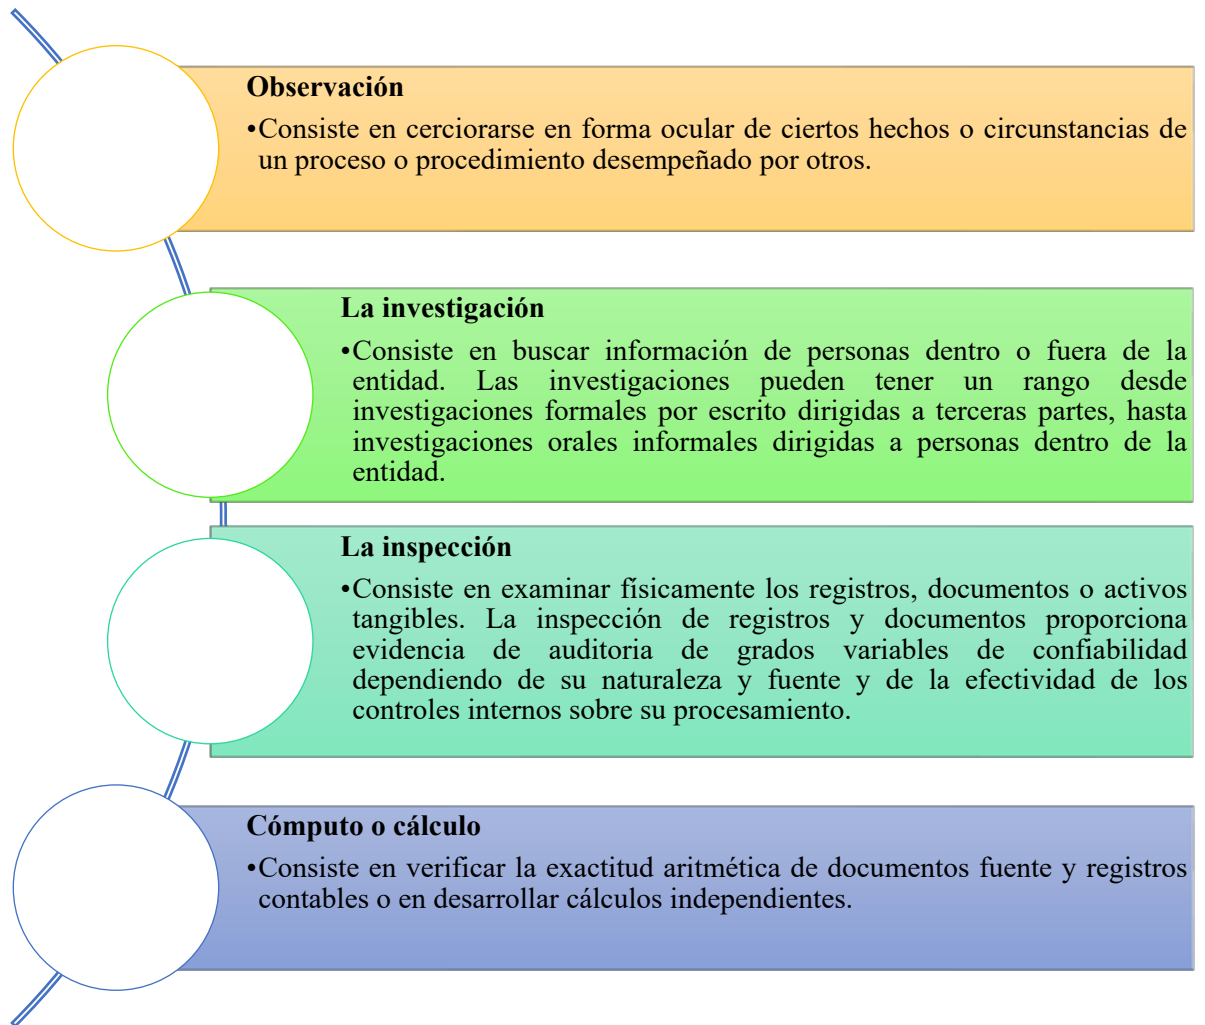 Observación
•Consiste en cerciorarse en forma ocular de ciertos hechos o circunstancias de
un proceso o procedimiento desempeñado por otros.
La investigación
•Consiste en buscar información de personas dentro o fuera de la
entidad. Las investigaciones pueden tener un rango desde
investigaciones formales por escrito dirigidas a terceras partes, hasta
investigaciones orales informales dirigidas a personas dentro de la
entidad.
La inspección
•Consiste en examinar físicamente los registros, documentos o activos
tangibles. La inspección de registros y documentos proporciona
evidencia de auditoria de grados variables de confiabilidad
dependiendo de su naturaleza y fuente y de la efectividad de los
controles internos sobre su procesamiento.
Cómputo o cálculo
•Consiste en verificar la exactitud aritmética de documentos fuente y registros
contables o en desarrollar cálculos independientes.